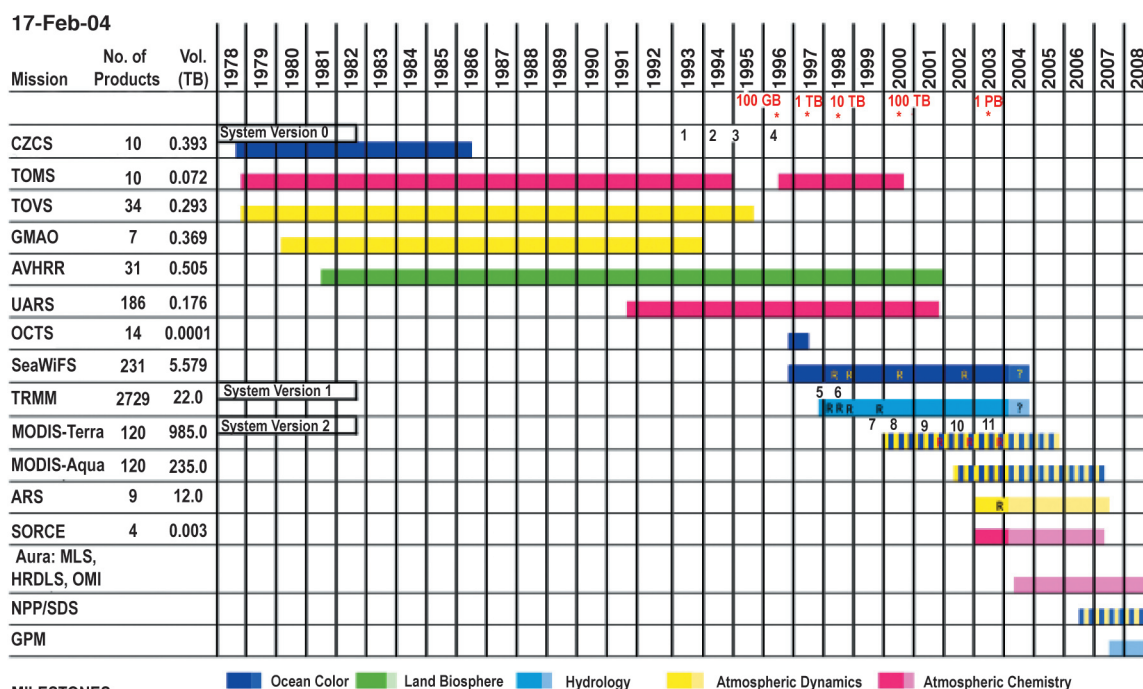 17-Feb-04
Mission No. of Products Vol. (TB) 1978 1979 1980 1981 1982 1983 1984 1985 1986 1987 1988 1989 1990 1991 1992 1993 1994 1995 1996 1997 1998 1999 2000 2001 2002 2003 2004 2005 2006 2007 2008
100 GB 1 TB 10 TB 100 TB 1 PB
* * * * *
System Version 0 1 2 3 4
CZCS 10 0.393
TOMS 10 0.072
TOVS 34 0.293
GMAO 7 0.369
AVHRR 31 0.505
UARS 186 0.176
OCTS 14 0.0001
SeaWiFS 231 5.579 R R R R ?
System Version 1 5 6
TRMM 2729 22.0 R R R R ?
System Version 2 7 8 9 10 11
MODIS-Terra 120 985.0 R R R
MODIS-Aqua 120 235.0
ARS 9 12.0 R
SORCE 4 0.003
Aura: MLS,
HRDLS, OMI
NPP/SDS
GPM
Ocean Color Land Biosphere Hydrology Atmospheric Dynamics Atmospheric Chemistry